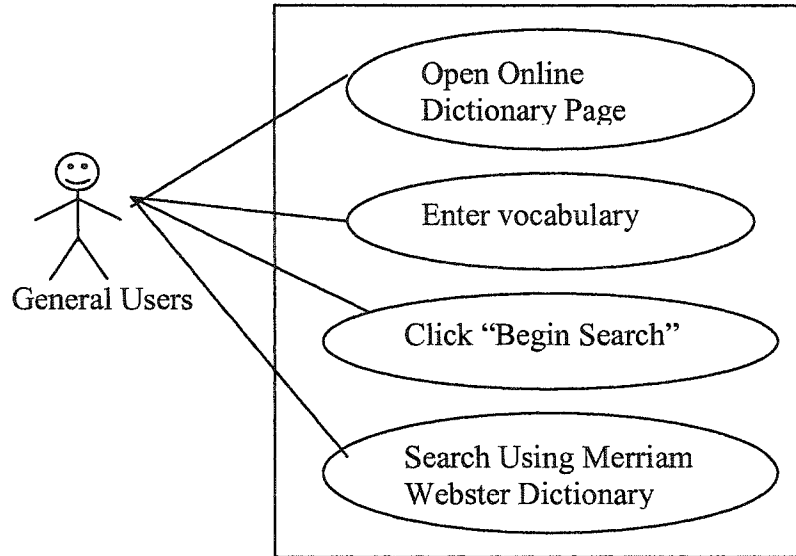 Open Online
Dictionary Page
Enter vocabulary
General Users
Click “Begin Search”
Search Using Merriam
Webster Dictionary